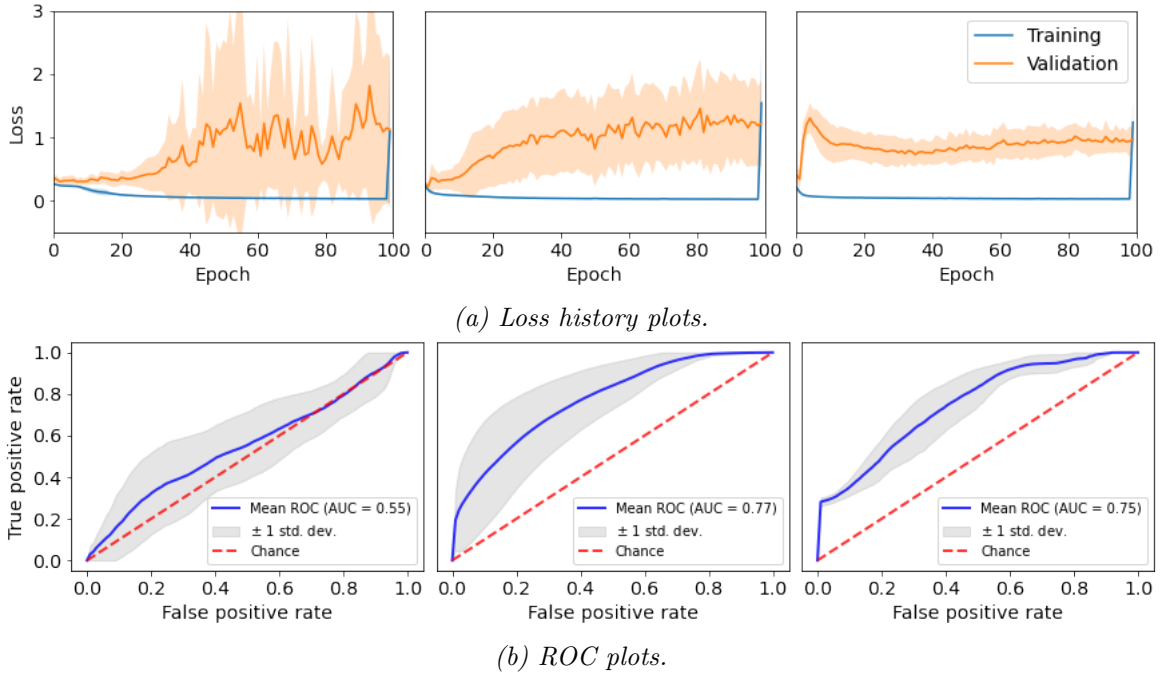 3
2
1
0
Loss
0 20 40 60 80 100
Epoch
0 20 40 60 80 100
Epoch
Training
Validation
0 20 40 60 80 100
Epoch
(a) Loss history plots.
1.0
0.8
0.6
0.4
0.2
0.0
True positive rate
Mean ROC (AUC = 0.55)
± 1 std. dev.
Chance
0.0 0.2 0.4 0.6 0.8 1.0
False positive rate
Mean ROC (AUC = 0.77)
± 1 std. dev.
Chance
0.0 0.2 0.4 0.6 0.8 1.0
False positive rate
Mean ROC (AUC = 0.75)
± 1 std. dev.
Chance
0.0 0.2 0.4 0.6 0.8 1.0
False positive rate
(b) ROC plots.